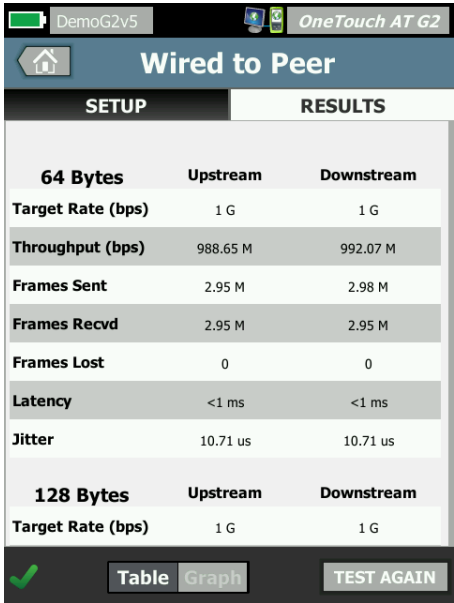 DemoG2v5 OneTouch AT G2
Wired to Peer
SETUP RESULTS
64 Bytes Upstream Downstream
Target Rate (bps) 1 G 1 G
Throughput (bps) 988.65 M 992.07 M
Frames Sent 2.95 M 2.98 M
Frames Recvd 2.95 M 2.95 M
Frames Lost 0 0
Latency <1 ms <1 ms
Jitter 10.71 us 10.71 us
128 Bytes Upstream Downstream
Target Rate (bps) 1 G 1 G
Table Graph TEST AGAIN